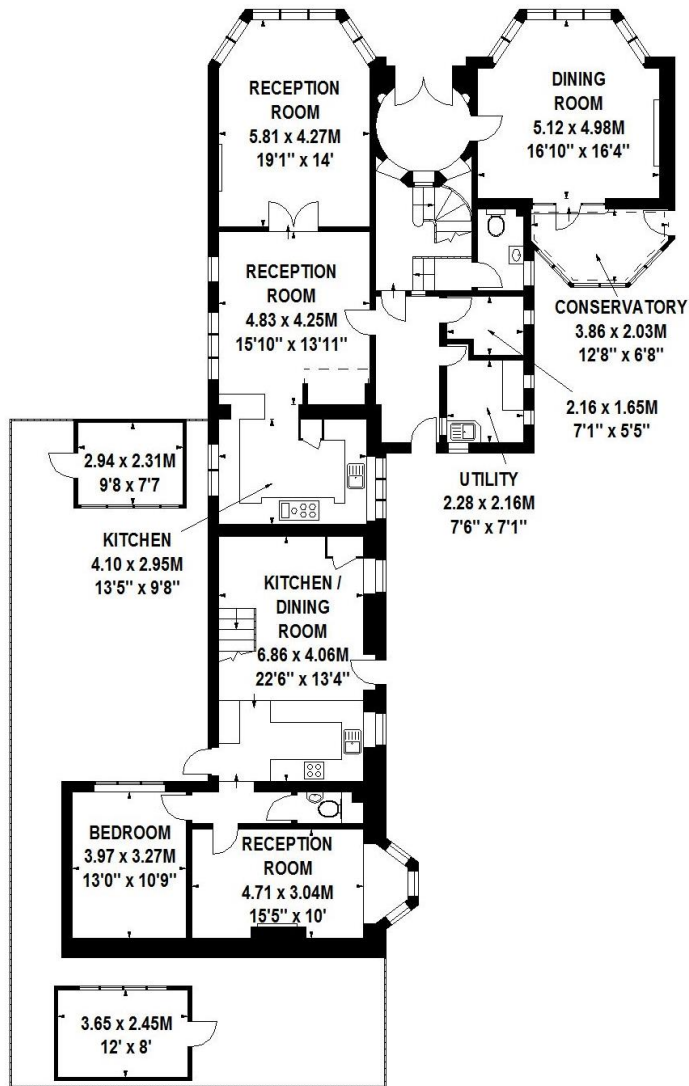 RECEPTION
ROOM
5.81 x 4.27M
19'1" x 14'
DINING
ROOM
5.12 x 4.98M
16'10" x 16'4"
RECEPTION
ROOM
4.83 x 4.25M
15'10" x 13'11"
CONSERVATORY
3.86 x 2.03M
12'8" x 6'8"
2.16 x 1.65M
7'1" x 5'5"
2.94 x 2.31M
9'8 x 7'7
UTILITY
2.28 x 2.16M
7'6" x 7'1"
KITCHEN
4.10 x 2.95M
13'5" x 9'8"
KITCHEN /
DINING
ROOM
6.86 x 4.06M
22'6" x 13'4"
BEDROOM
3.97 x 3.27M
13'0" x 10'9"
RECEPTION
ROOM
4.71 x 3.04M
15'5" x 10'
3.65 x 2.45M
12' x 8'